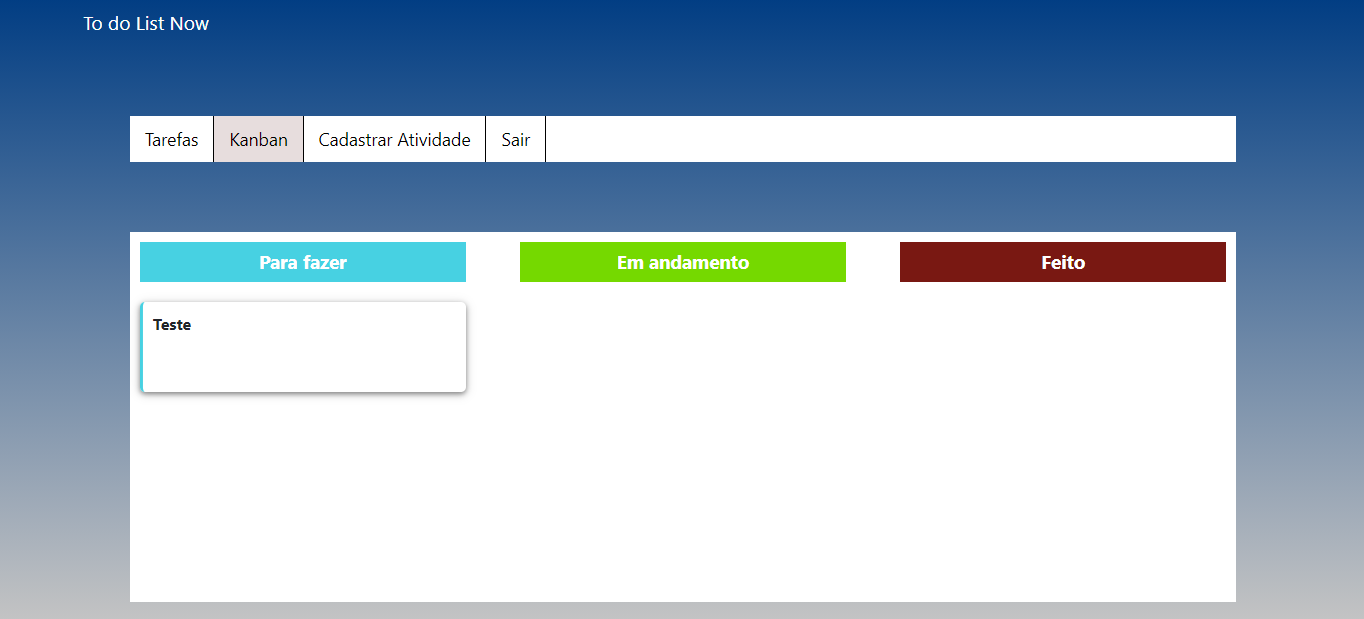 To do List Now
Tarefas Kanban Cadastrar Atividade Sair
Para fazer Em andamento Feito
Teste